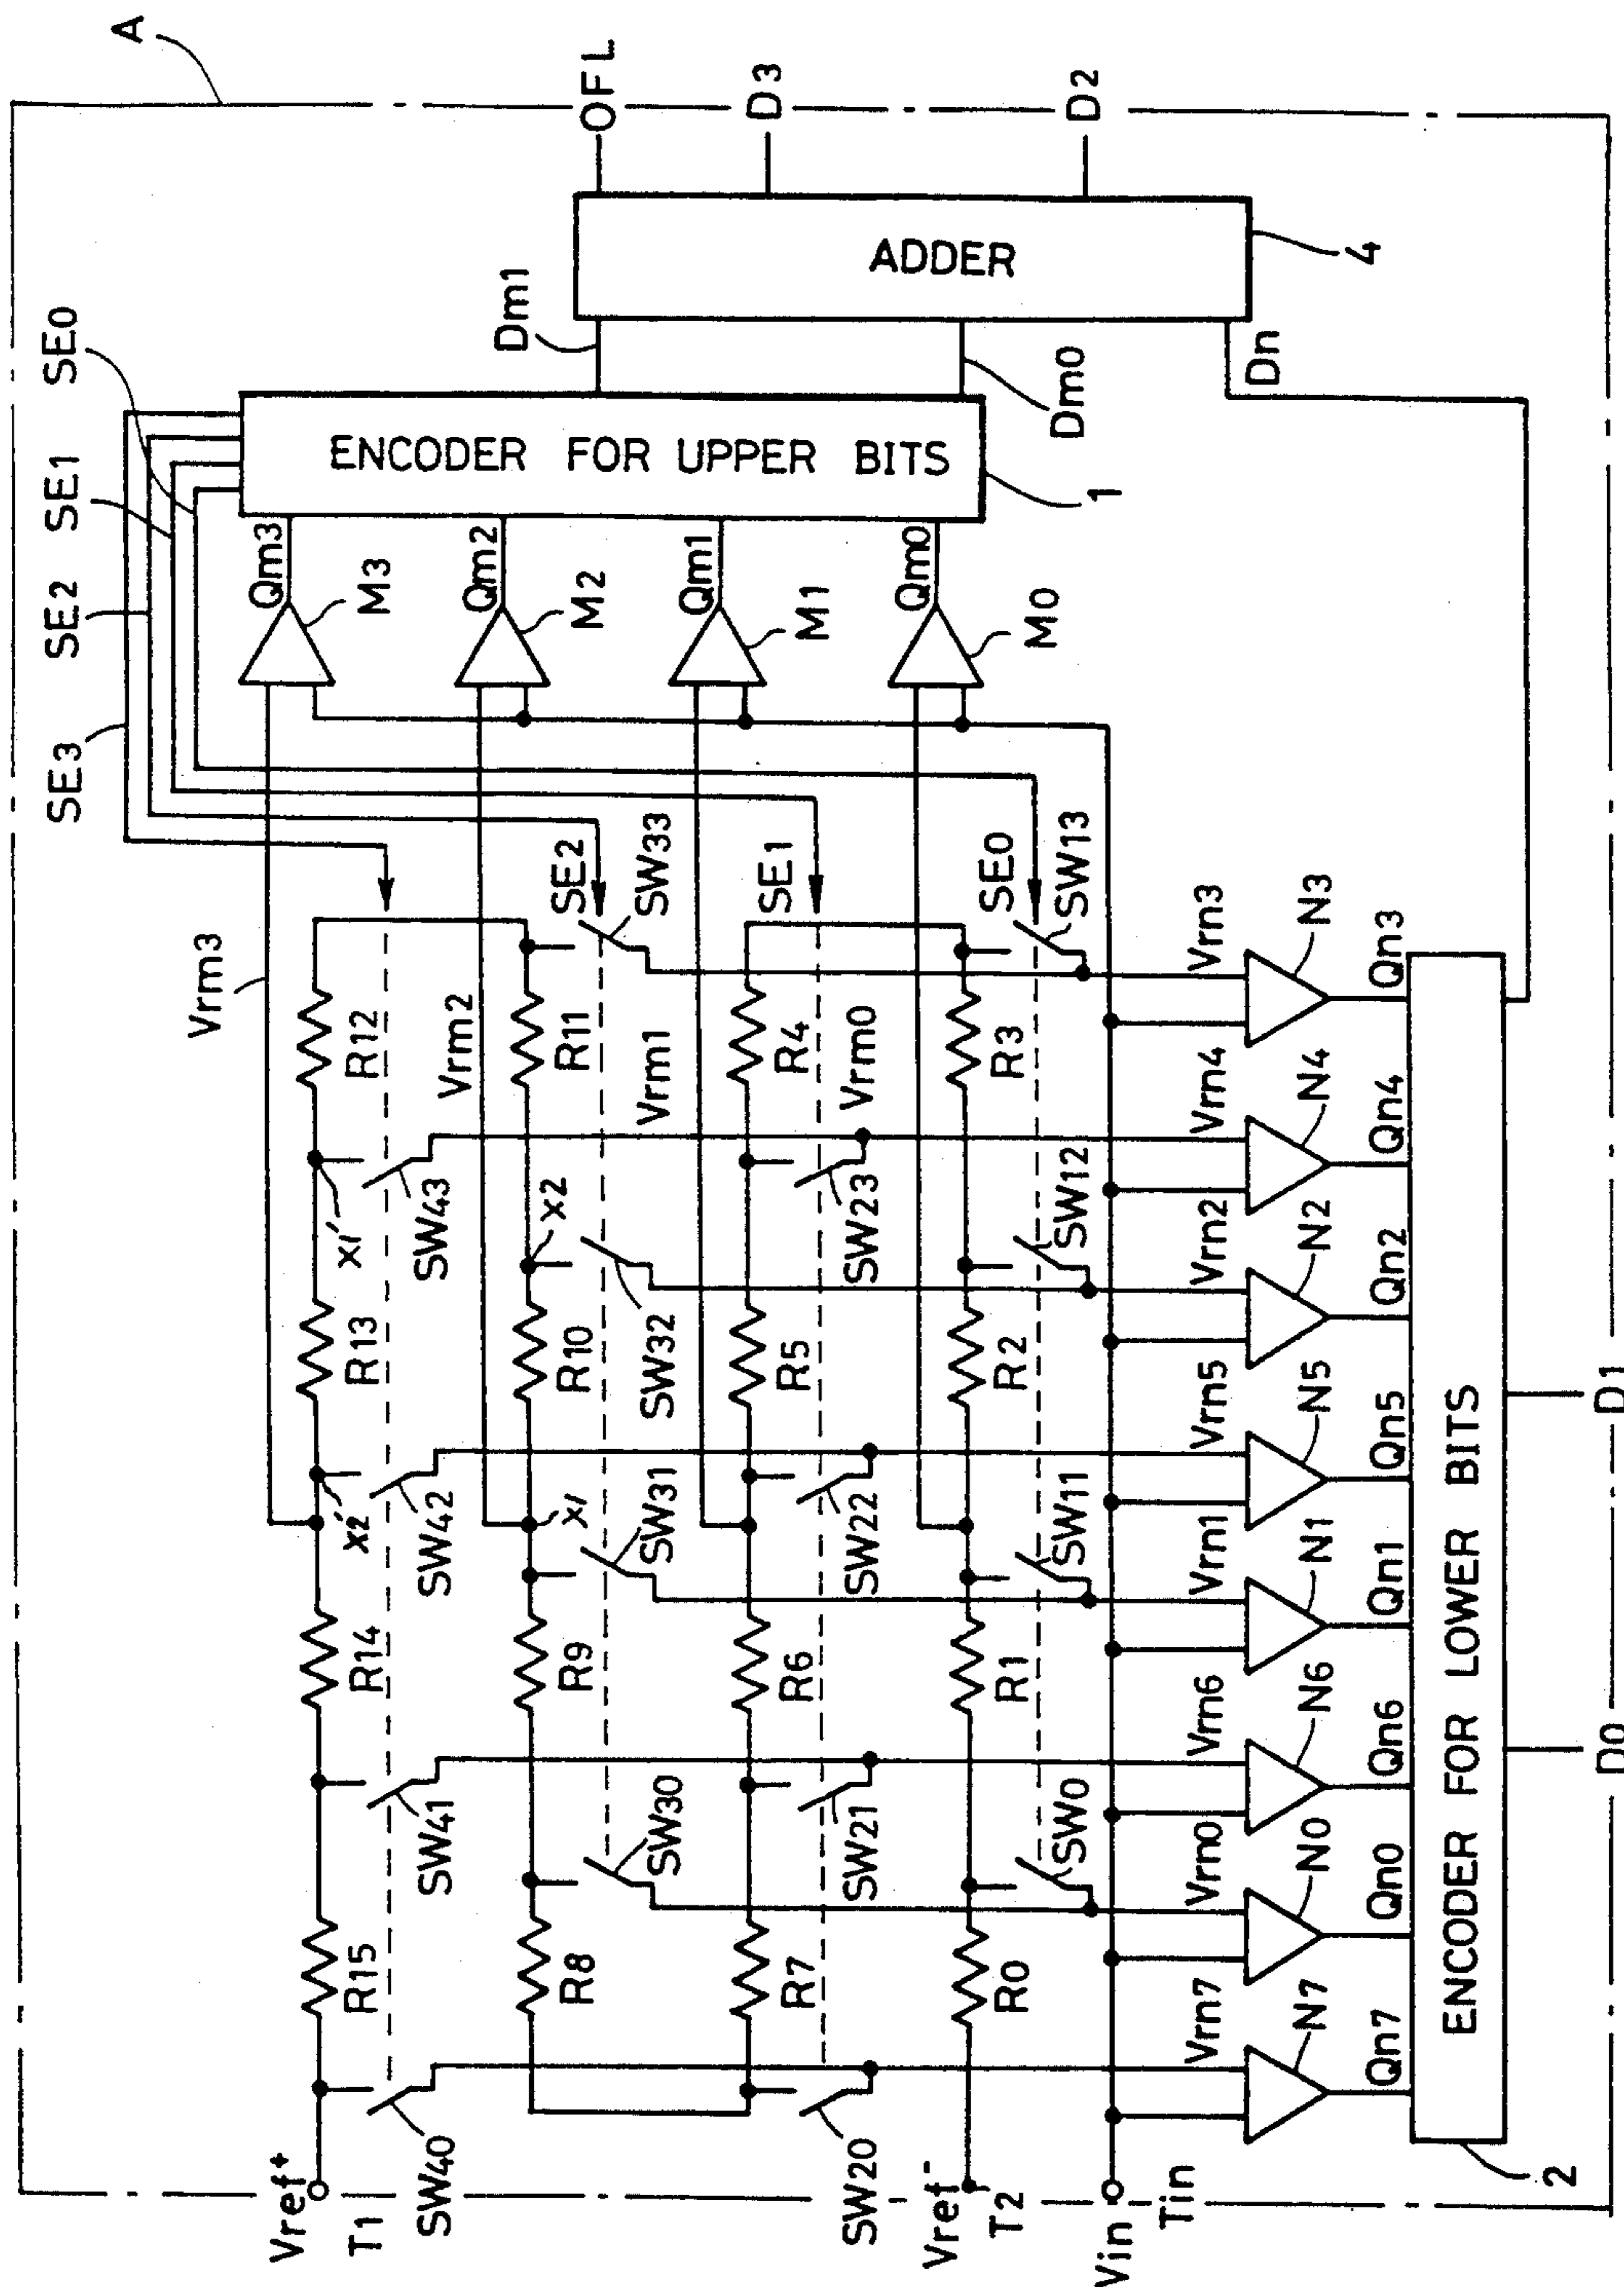 A
OFL
D3
D2
ADDER
4
Dm1
Dm0
Dn
SE0
SE1
SE2
SE3
ENCODER FOR UPPER BITS
1
Qm3
M3
Qm2
M2
Qm1
M1
Qm0
M0
Vrm3
Vrm2
Vrm1
Vrm0
SE2
SW33
SE1
SE0
SW13
Vref+
T1
R15
R14
R13
R12
x2'
x1'
SW40
SW41
SW42
SW43
R8
R9
R10
R11
x1
x2
SW30
SW31
SW32
R7
R6
R5
R4
SW20
SW21
SW22
SW23
Vref-
T2
R0
R1
R2
R3
SW0
SW11
SW12
Vin
Tin
Vrn7
Vrn0
Vrn6
Vrn1
Vrn5
Vrn2
Vrn4
Vrn3
N7
N0
N6
N1
N5
N2
N4
N3
Qn7
Qn0
Qn6
Qn1
Qn5
Qn2
Qn4
Qn3
ENCODER FOR LOWER BITS
2
D0
D1